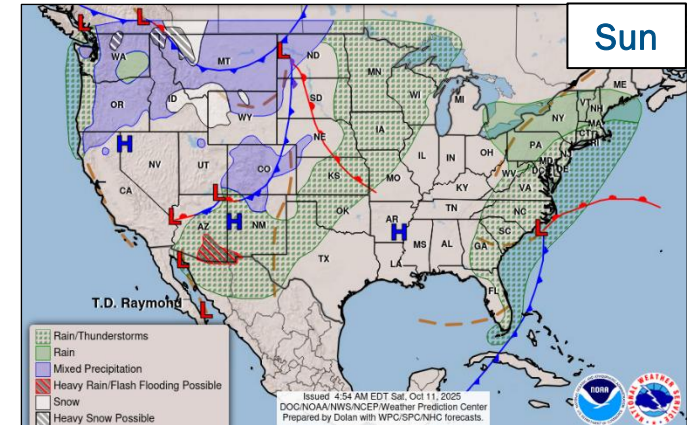 Sun
L
L
L
WA
MT
ND
MN
ME
OR
ID
SD
WI
MI
VT
NH
NY
MA
CT
RI
WY
H
NE
IA
PA
NV
UT
CO
IL
IN
OH
MD
DE
DC
WV
VA
KS
MO
KY
CA
L
L
AZ
H
NM
OK
AR
H
TN
NC
SC
L
MS
AL
GA
TX
LA
FL
L
T.D. Raymond
L
Rain/Thunderstorms
Rain
Mixed Precipitation
Heavy Rain/Flash Flooding Possible
Snow
Heavy Snow Possible
Issued 4:54 AM EDT Sat, Oct 11, 2025
DOC/NOAA/NWS/NCEP/Weather Prediction Center
Prepared by Dolan with WPC/SPC/NHC forecasts.
NOAA